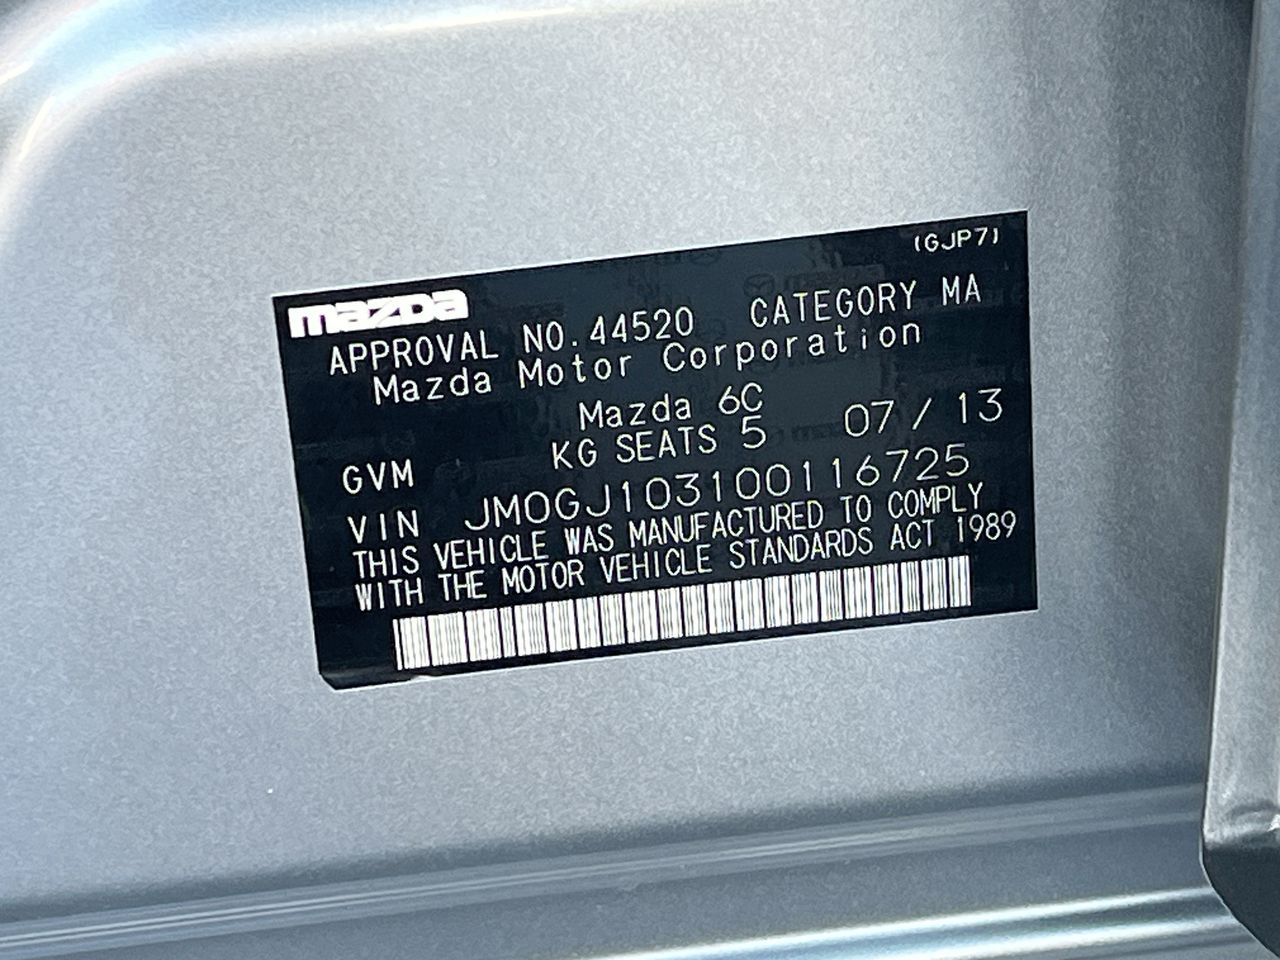 (GJP7)
mazda
APPROVAL NO.44520 CATEGORY MA
Mazda Motor Corporation
Mazda 6C
GVM KG SEATS 5 07/13
VIN JM0GJ103100116725
THIS VEHICLE WAS MANUFACTURED TO COMPLY
WITH THE MOTOR VEHICLE STANDARDS ACT 1989